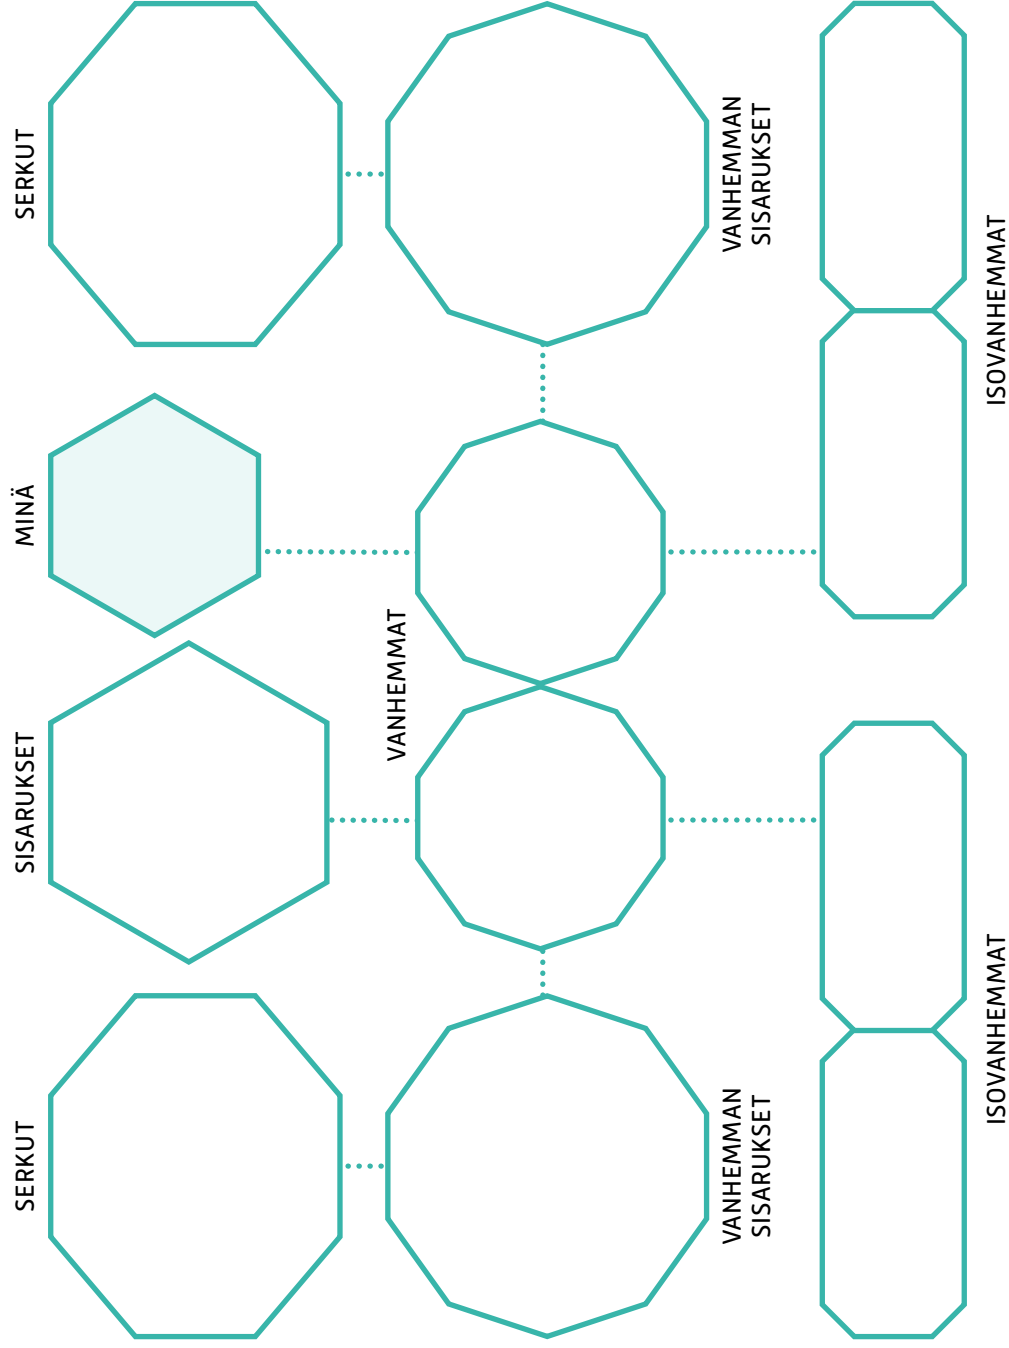 SERKUT
SISARUKSET
MINÄ
SERKUT
VANHEMMAT
VANHEMMAN
SISARUKSET
VANHEMMAN
SISARUKSET
ISOVANHEMMAT
ISOVANHEMMAT